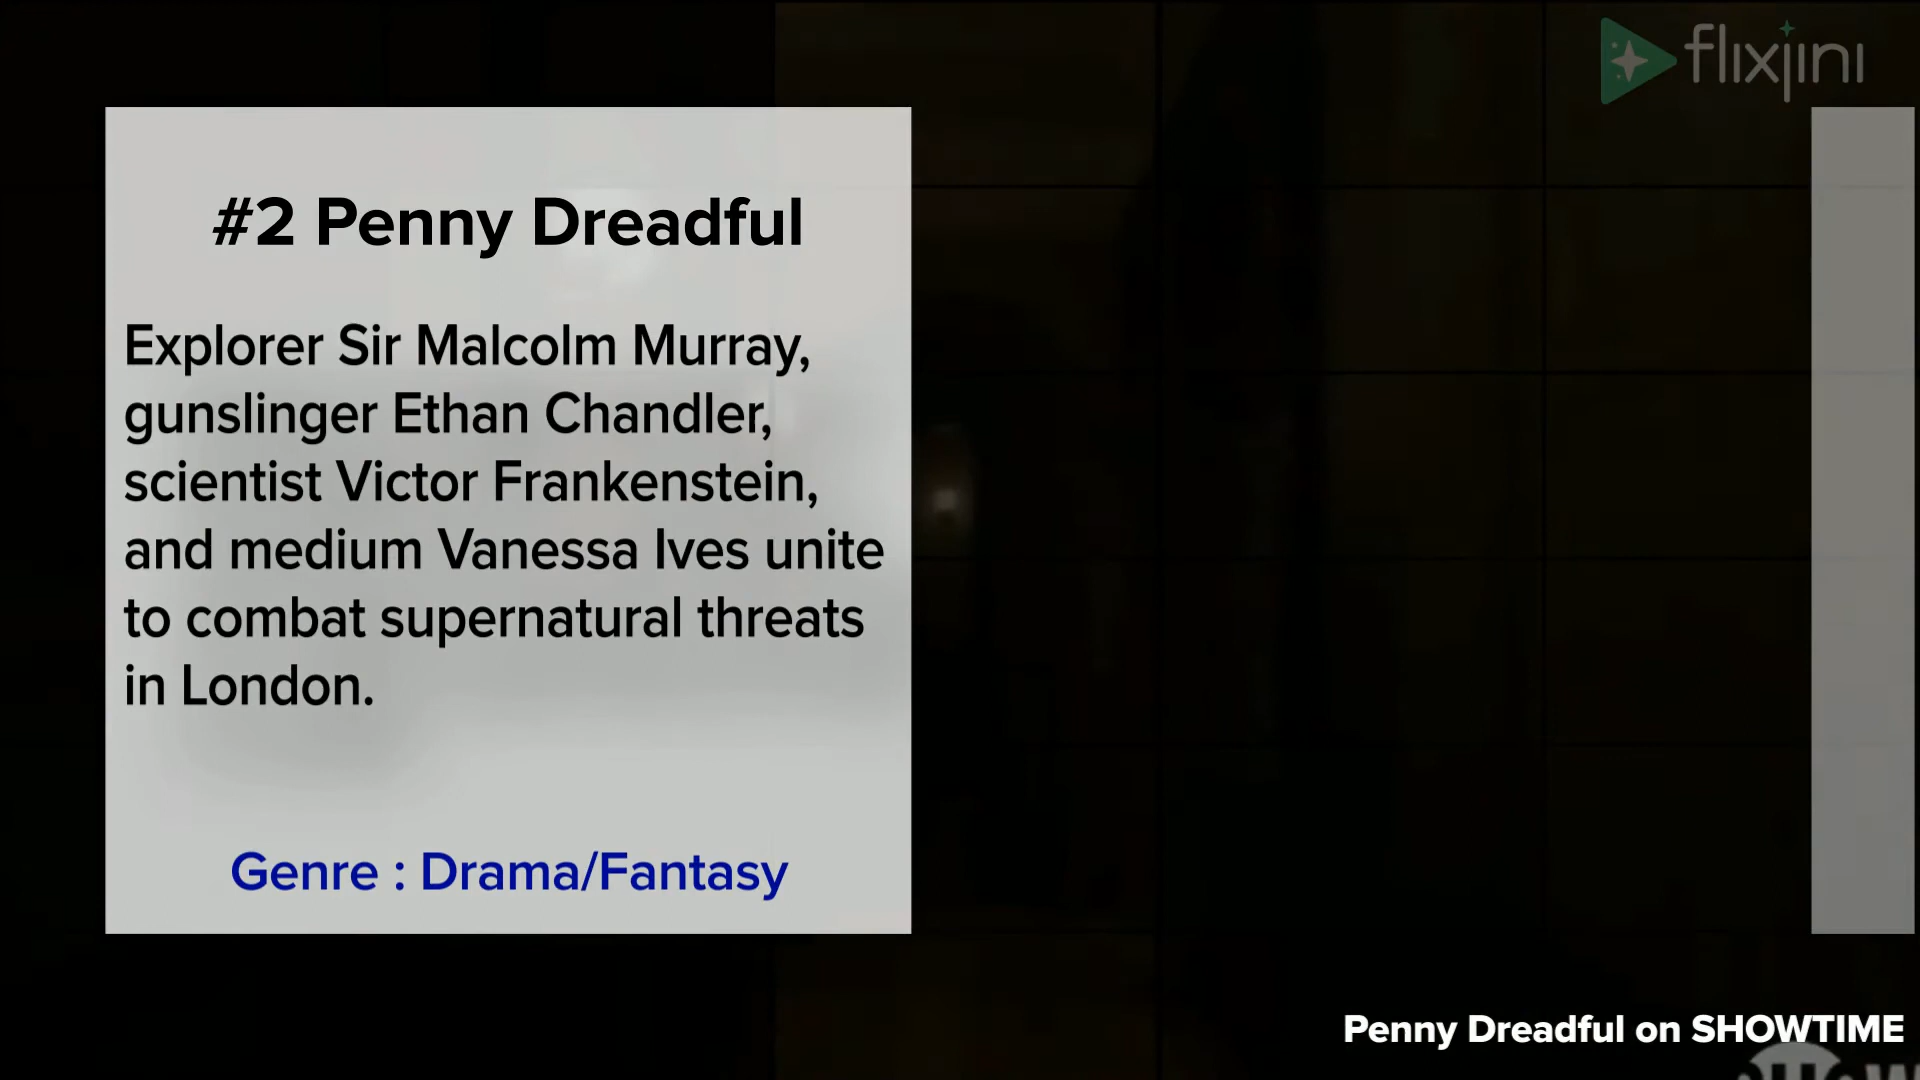 flixjini
#2 Penny Dreadful
Explorer Sir Malcolm Murray,
gunslinger Ethan Chandler,
scientist Victor Frankenstein,
and medium Vanessa Ives unite
to combat supernatural threats
in London.
Genre : Drama/Fantasy
Penny Dreadful on SHOWTIME